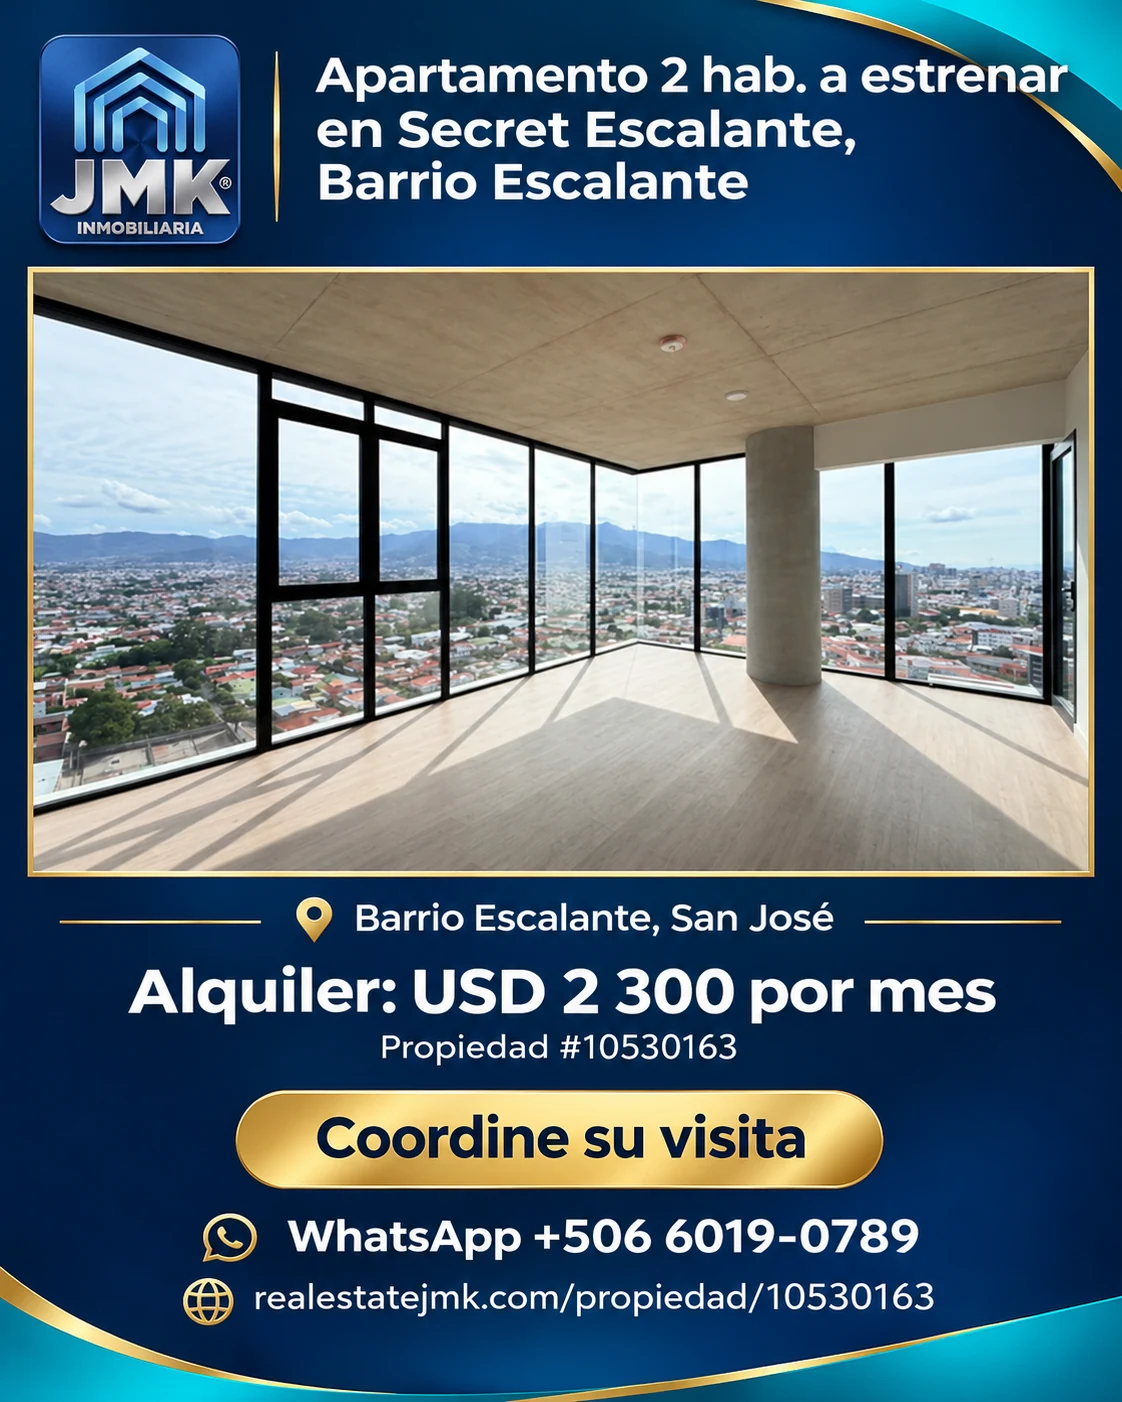 JMK®
INMOBILIARIA
Apartamento 2 hab. a estrenar
en Secret Escalante,
Barrio Escalante
Barrio Escalante, San José
Alquiler: USD 2 300 por mes
Propiedad #10530163
Coordine su visita
WhatsApp +506 6019-0789
realestatejmk.com/propiedad/10530163